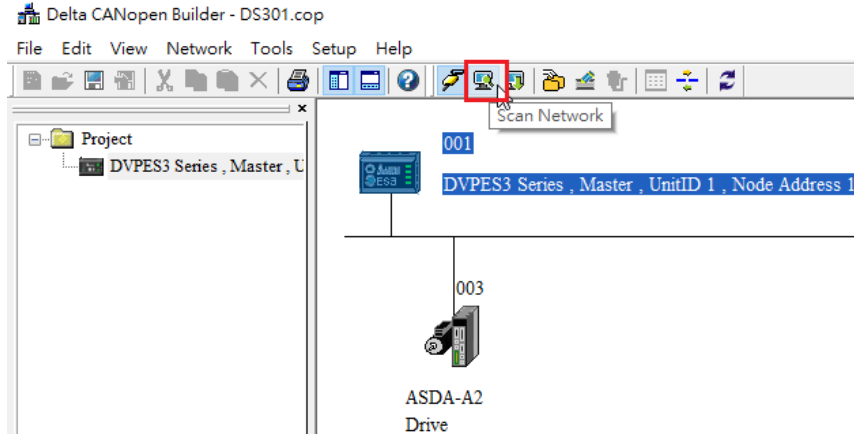 Delta CANopen Builder - DS301.cop
File Edit View Network Tools Setup Help
Scan Network
Project
DVPES3 Series , Master , U
001
DVPES3 Series , Master , UnitID 1 , Node Address 1
ES3
003
ASDA-A2
Drive